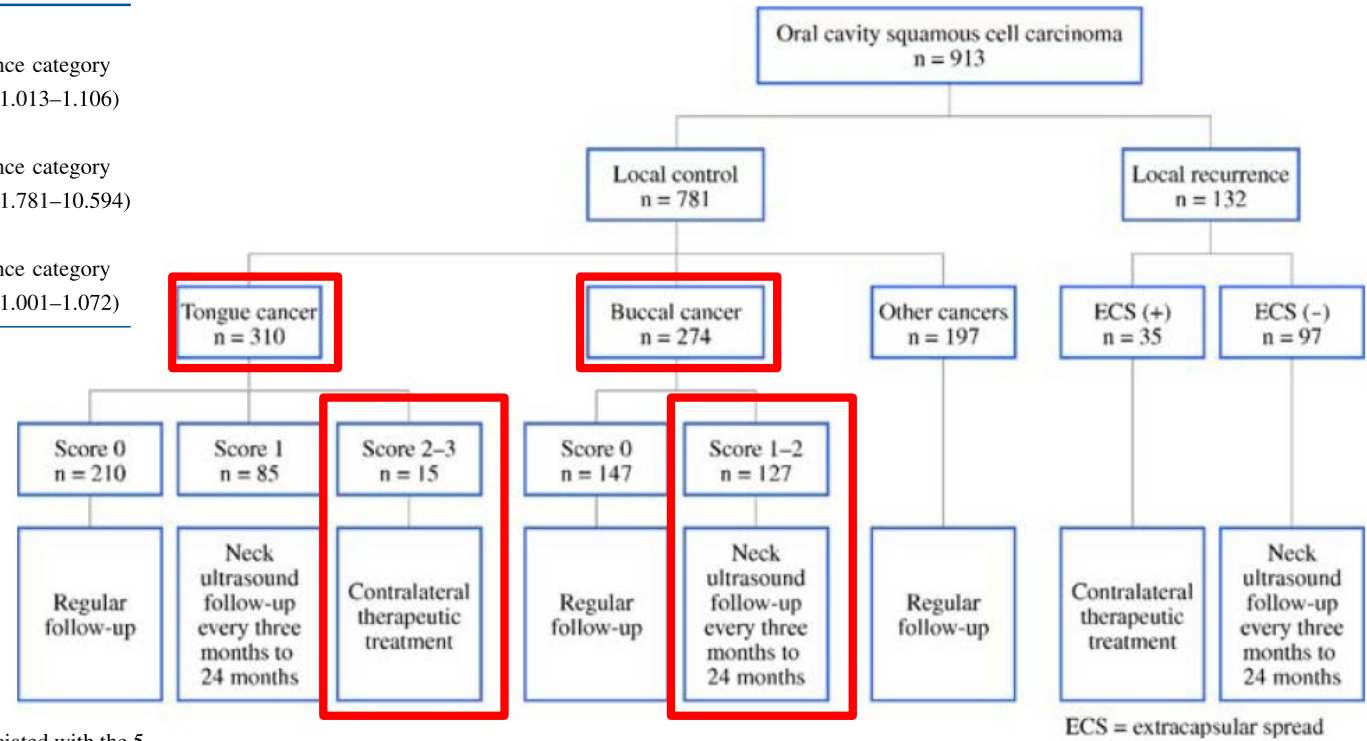 nce category
1.013–1.106)
nce category
1.781–10.594)
nce category
1.001–1.072)
Oral cavity squamous cell carcinoma
n = 913
Local control
n = 781
Local recurrence
n = 132
Tongue cancer
n = 310
Buccal cancer
n = 274
Other cancers
n = 197
ECS (+)
n = 35
ECS (−)
n = 97
Score 0
n = 210
Score 1
n = 85
Score 2–3
n = 15
Score 0
n = 147
Score 1–2
n = 127
Regular
follow-up
Neck
ultrasound
follow-up
every three
months to
24 months
Contralateral
therapeutic
treatment
Regular
follow-up
Neck
ultrasound
follow-up
every three
months to
24 months
Regular
follow-up
Contralateral
therapeutic
treatment
Neck
ultrasound
follow-up
every three
months to
24 months
ECS = extracapsular spread